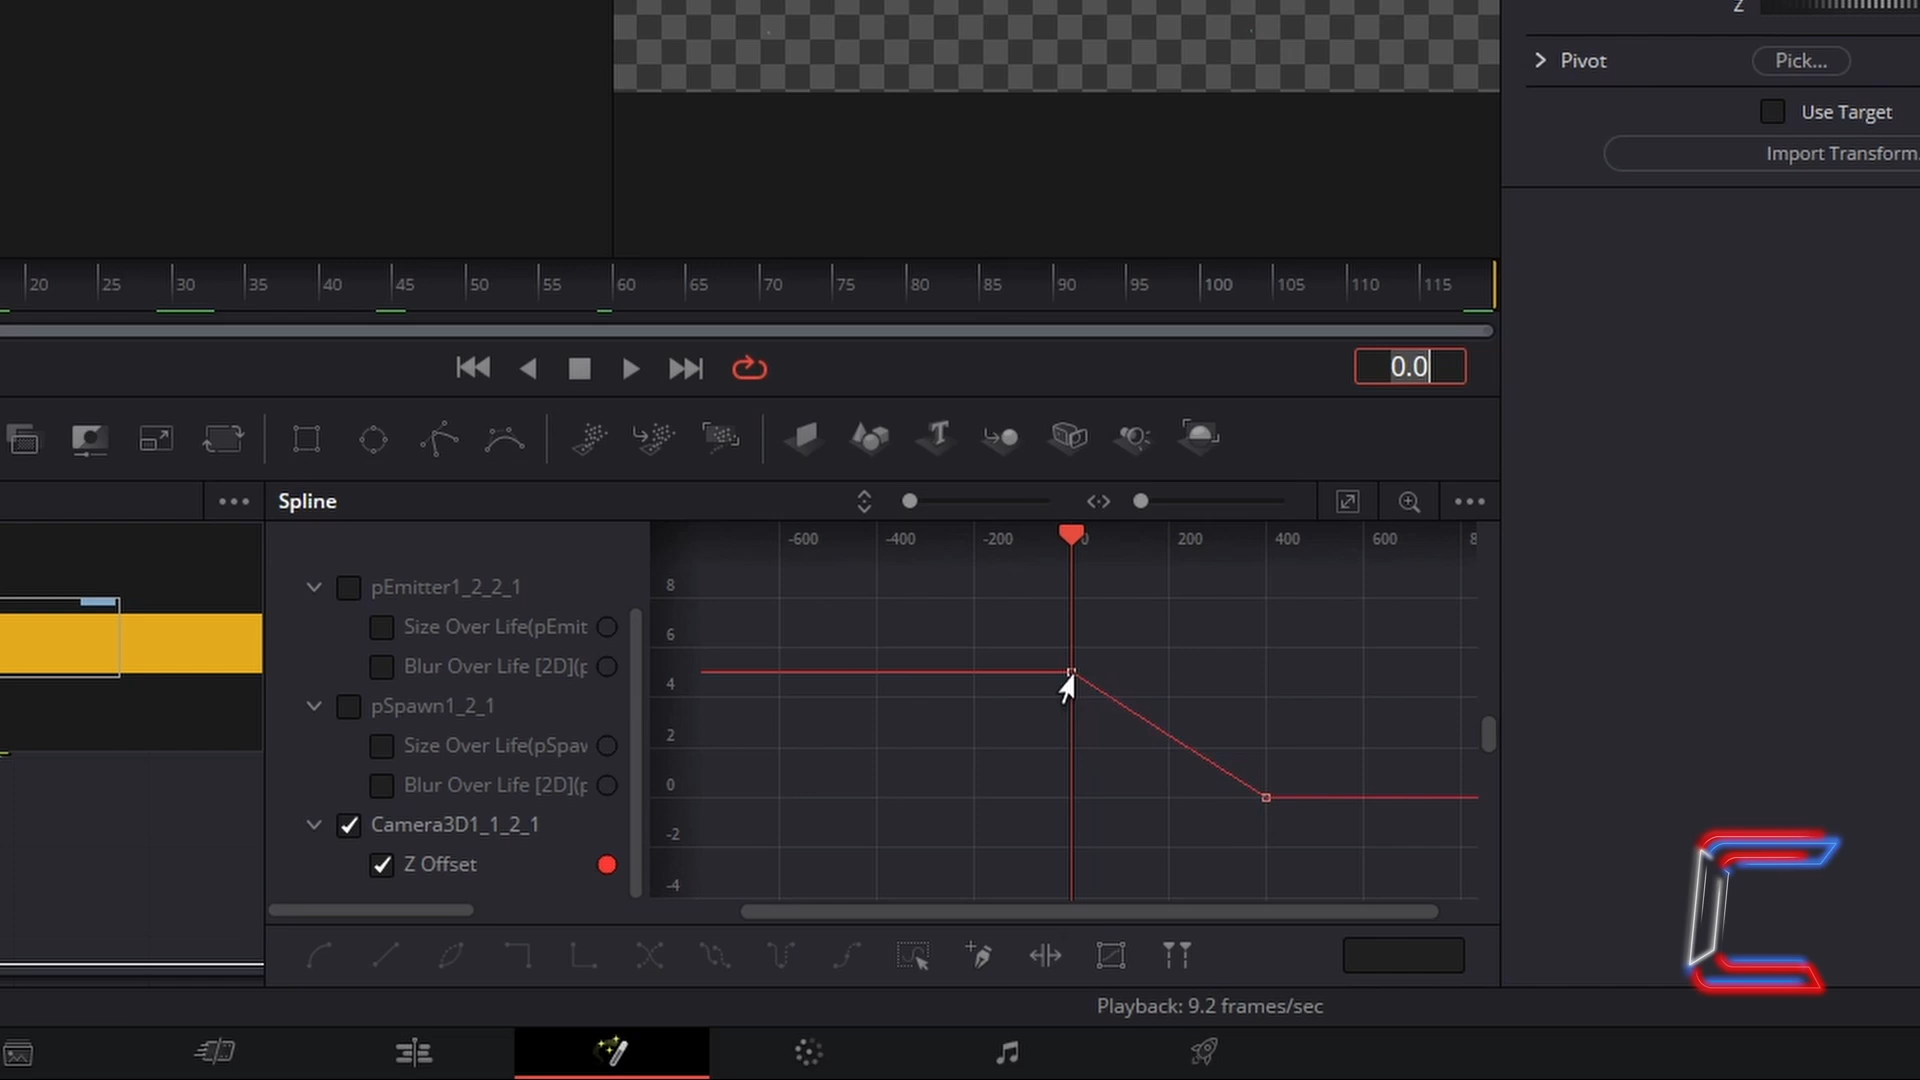 Z
Pivot
Pick...
Use Target
Import Transform.
20 25 30 35 40 45 50 55 60 65 70 75 80 85 90 95 100 105 110 115
0.0
Spline
-600 -400 -200 0 200 400 600 8
pEmitter1_2_2_1
Size Over Life(pEmit
Blur Over Life [2D](p
pSpawn1_2_1
Size Over Life(pSpaw
Blur Over Life [2D](p
Camera3D1_1_2_1
Z Offset
8
6
4
2
0
-2
-4
Playback: 9.2 frames/sec